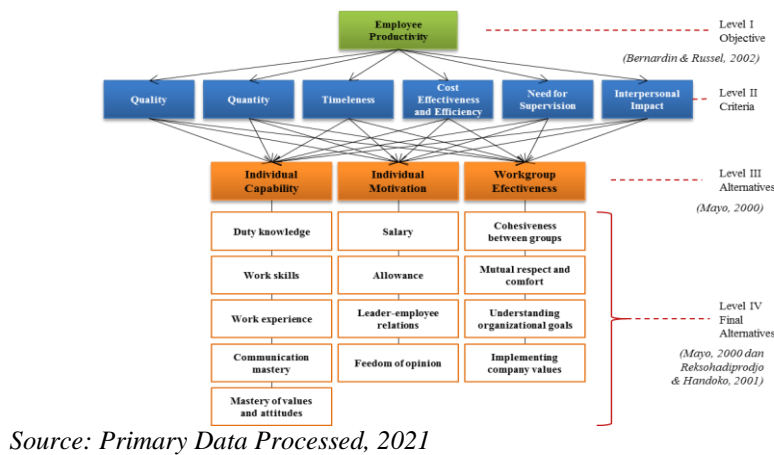 Employee
Productivity
Level I
Objective
(Bernardin & Russel, 2002)
Quality
Quantity
Timeleness
Cost
Effectiveness
and Efficiency
Need for
Supervision
Interpersonal
Impact
Level II
Criteria
Individual
Capability
Individual
Motivation
Workgroup
Efectiveness
Level III
Alternatives
(Mayo, 2000)
Duty knowledge
Salary
Cohesiveness
between groups
Work skills
Allowance
Mutual respect and
comfort
Work experience
Leader-employee
relations
Understanding
organizational goals
Communication
mastery
Feedom of opinion
Implementing
company values
Mastery of values
and attitudes
Level IV
Final
Alternatives
(Mayo, 2000 dan
Reksohadiprodjo
& Handoko, 2001)
Source: Primary Data Processed, 2021